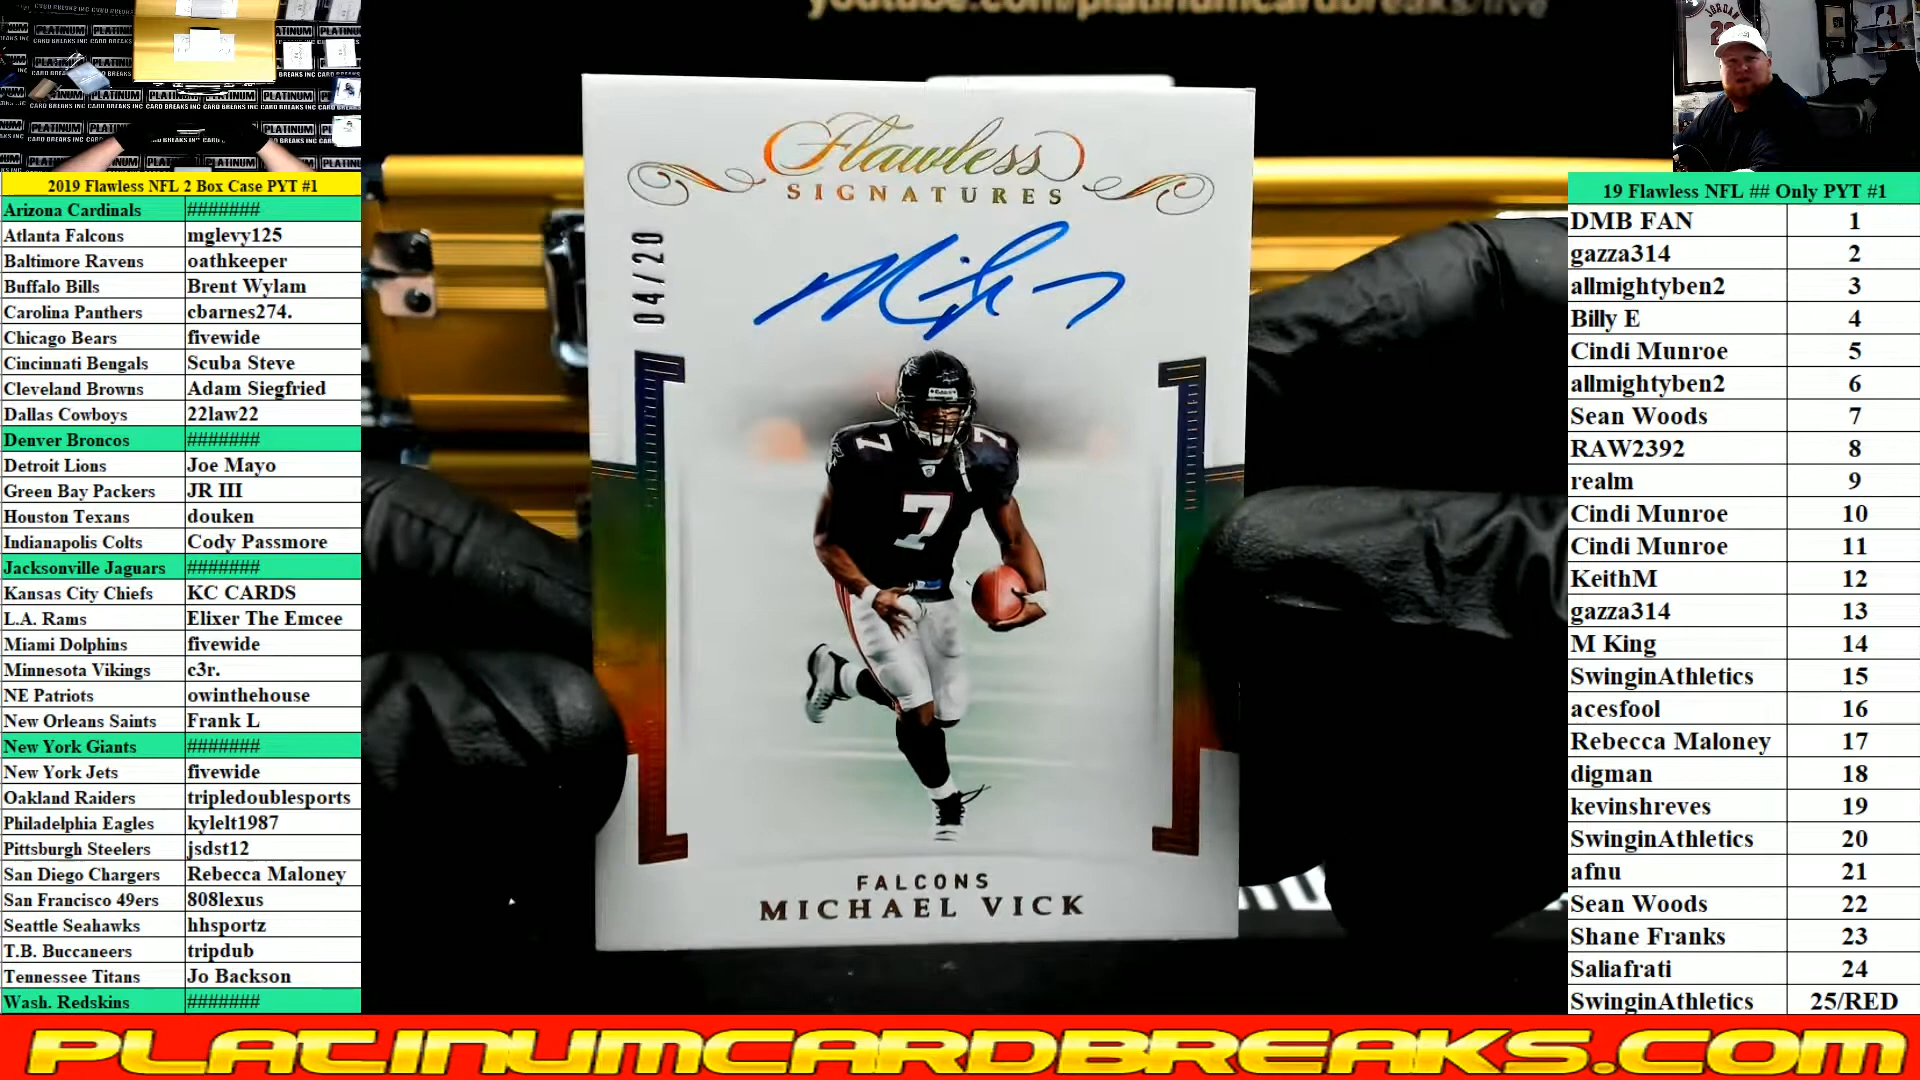 youtube.com/platinumcardbreaks/live
2019 Flawless NFL 2 Box Case PYT #1
Arizona Cardinals #######
Atlanta Falcons mglevy125
Baltimore Ravens oathkeeper
Buffalo Bills Brent Wylam
Carolina Panthers cbarnes274.
Chicago Bears fivewide
Cincinnati Bengals Scuba Steve
Cleveland Browns Adam Siegfried
Dallas Cowboys 22law22
Denver Broncos #######
Detroit Lions Joe Mayo
Green Bay Packers JR III
Houston Texans douken
Indianapolis Colts Cody Passmore
Jacksonville Jaguars #######
Kansas City Chiefs KC CARDS
L.A. Rams Elixer The Emcee
Miami Dolphins fivewide
Minnesota Vikings c3r.
NE Patriots owinthehouse
New Orleans Saints Frank L
New York Giants #######
New York Jets fivewide
Oakland Raiders tripledoublesports
Philadelphia Eagles kylelt1987
Pittsburgh Steelers jsdst12
San Diego Chargers Rebecca Maloney
San Francisco 49ers 808lexus
Seattle Seahawks hhsportz
T.B. Buccaneers tripdub
Tennessee Titans Jo Backson
Wash. Redskins #######
Flawless
SIGNATURES
04/20
7 7
7
FALCONS
MICHAEL VICK
JORDAN
19 Flawless NFL ## Only PYT #1
DMB FAN 1
gazza314 2
allmightyben2 3
Billy E 4
Cindi Munroe 5
allmightyben2 6
Sean Woods 7
RAW2392 8
realm 9
Cindi Munroe 10
Cindi Munroe 11
KeithM 12
gazza314 13
M King 14
SwinginAthletics 15
acesfool 16
Rebecca Maloney 17
digman 18
kevinshreves 19
SwinginAthletics 20
afnu 21
Sean Woods 22
Shane Franks 23
Saliafrati 24
SwinginAthletics 25/RED
PLATINUMCARDBREAKS.COM